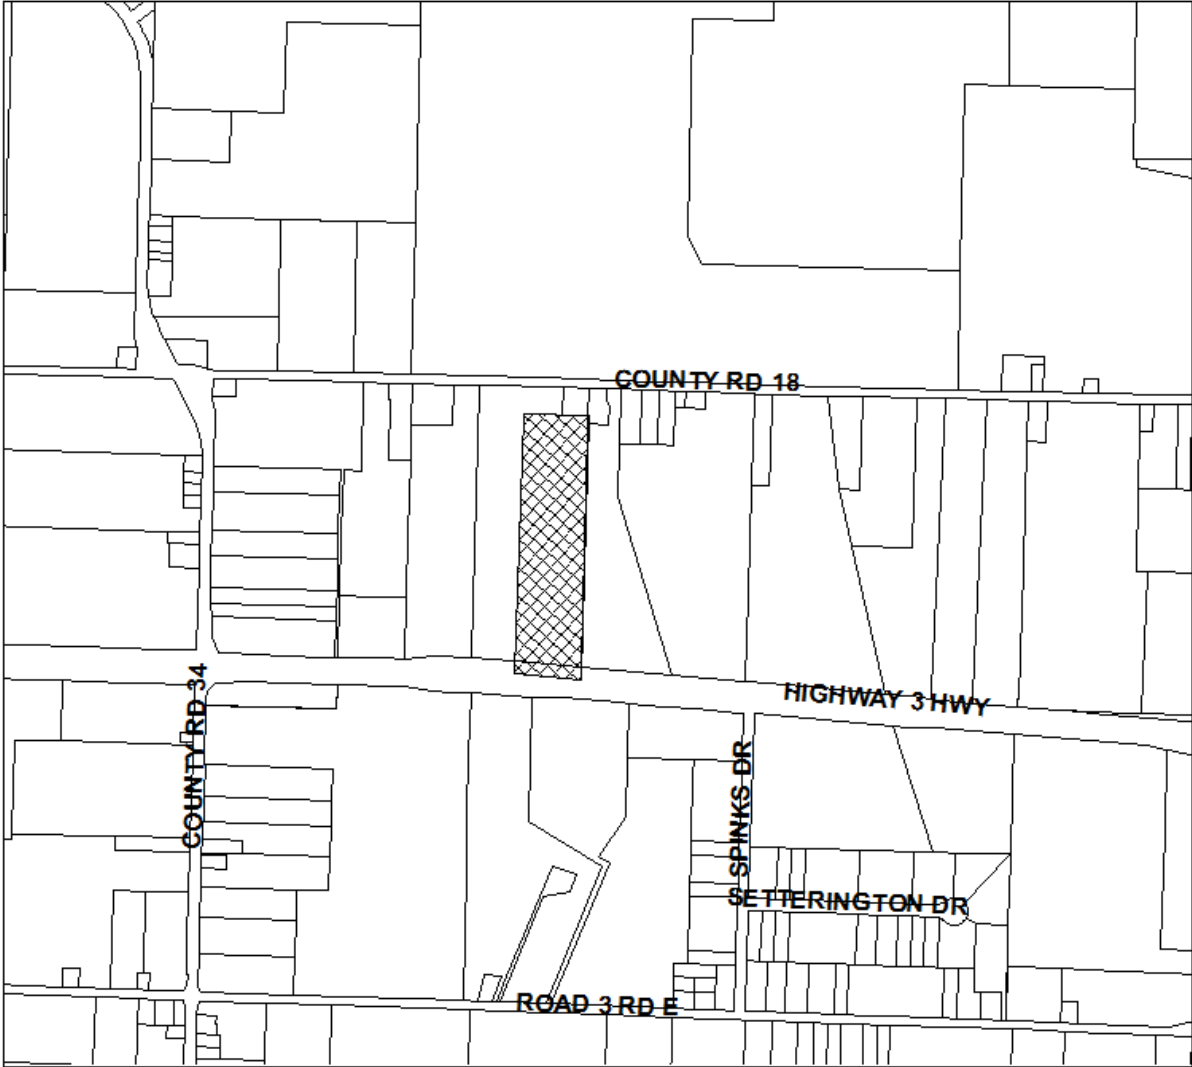 COUNTY RD 18
COUNTY RD 34
HIGHWAY 3 HWY
SPINKS DR
SETTERINGTON DR
ROAD 3 RD E